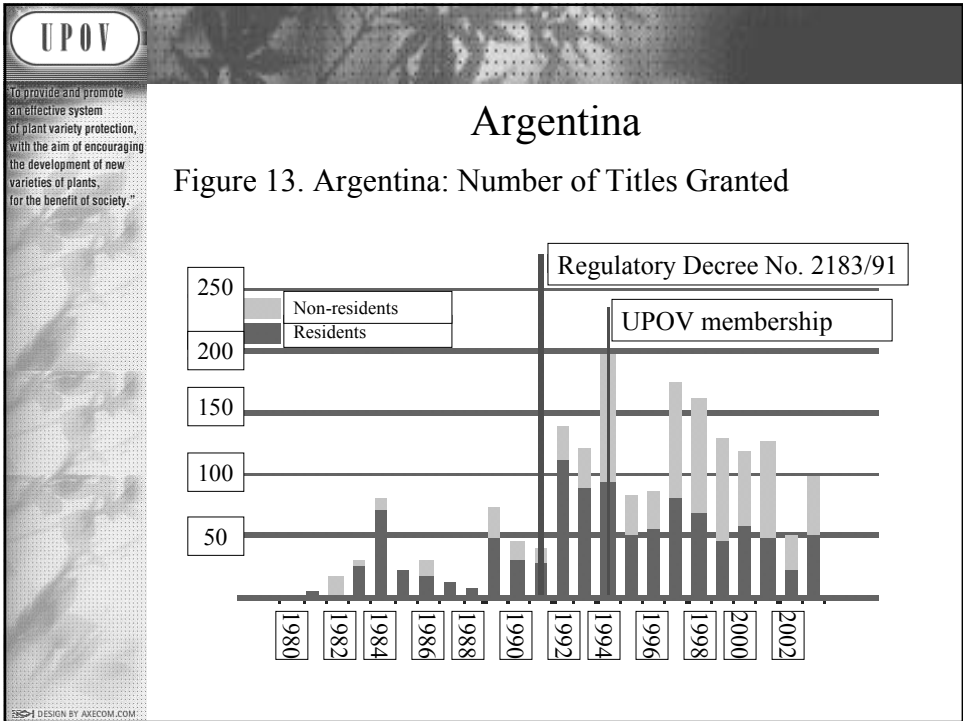 UPOV
To provide and promote
an effective system
of plant variety protection,
with the aim of encouraging
the development of new
varieties of plants,
for the benefit of society."
Argentina
Figure 13. Argentina: Number of Titles Granted
Regulatory Decree No. 2183/91
UPOV membership
Non-residents
Residents
250
200
150
100
50
1980
1982
1984
1986
1988
1990
1992
1994
1996
1998
2000
2002
DESIGN BY AXECOM.COM